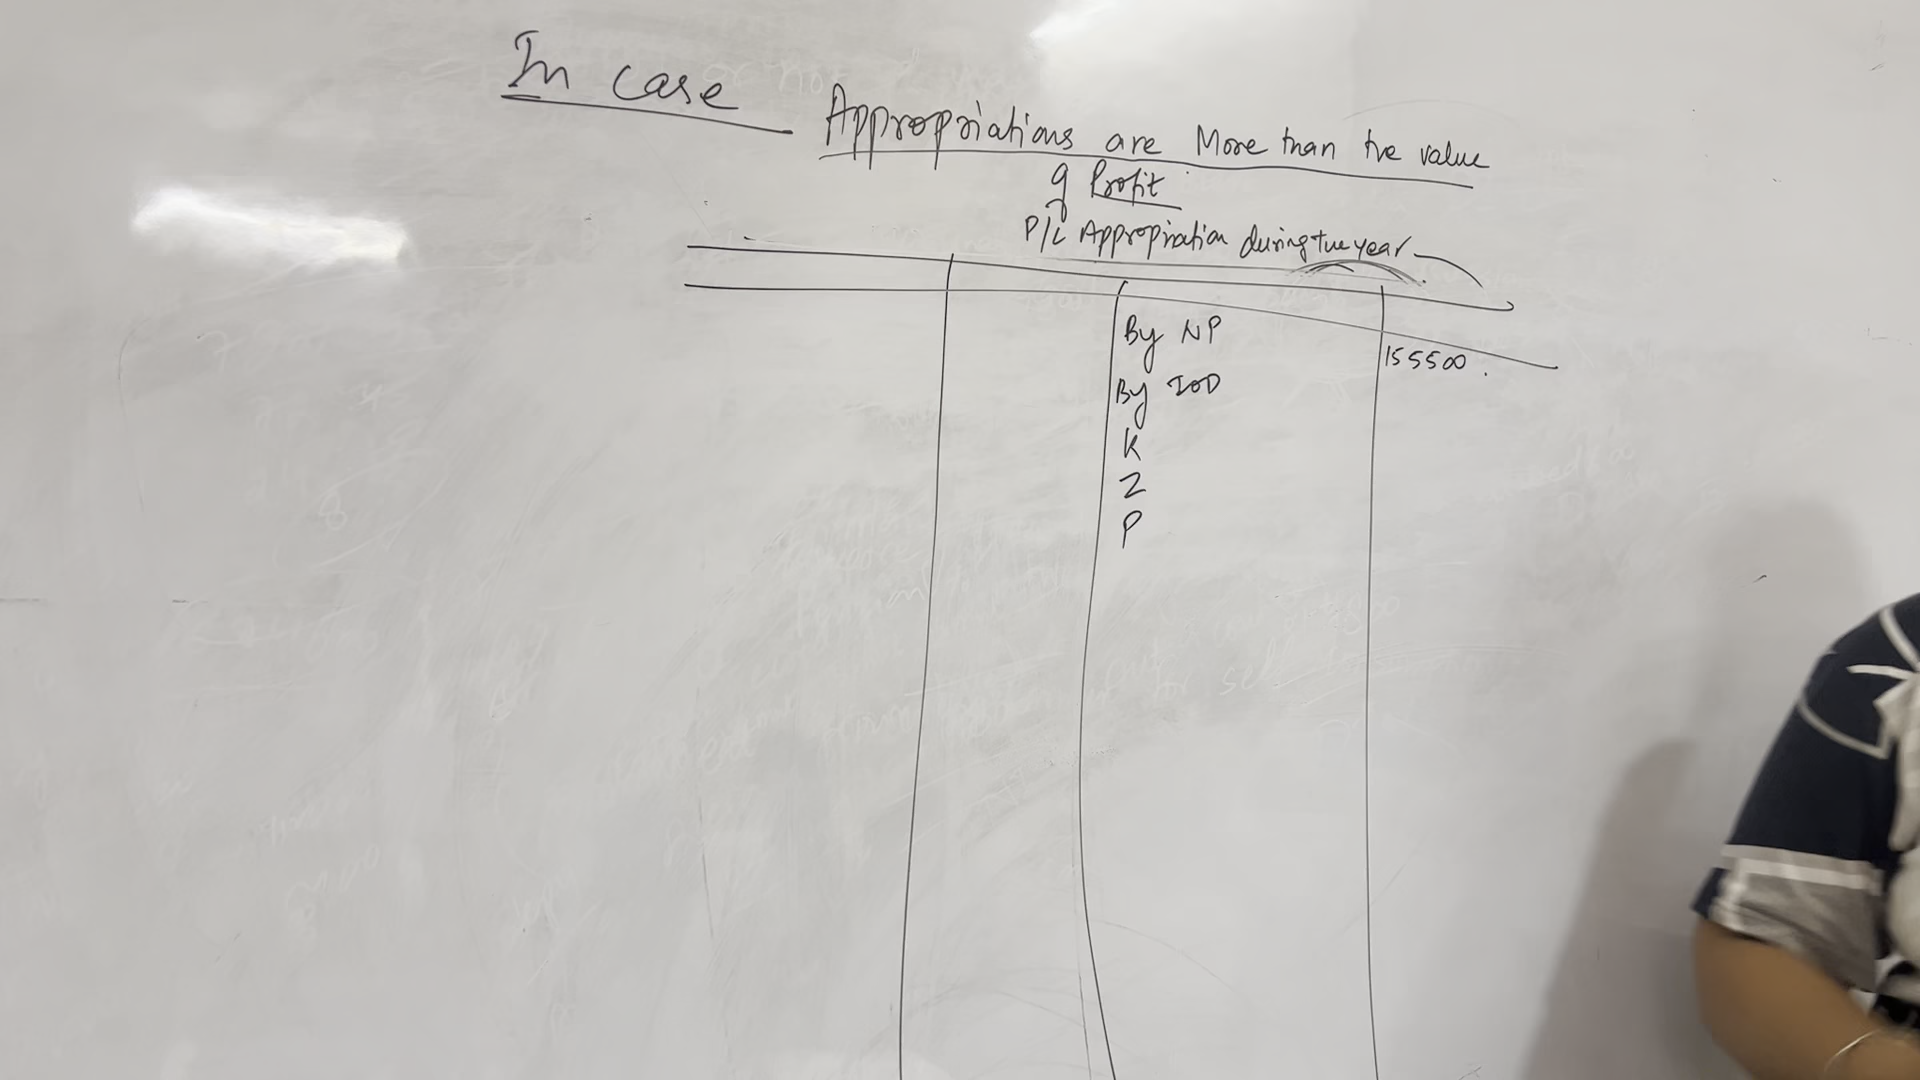 In case Appropriations are More than the value
of Profit
P/L Appropriation during the year
By NP 155500
By IOD
K
Z
P